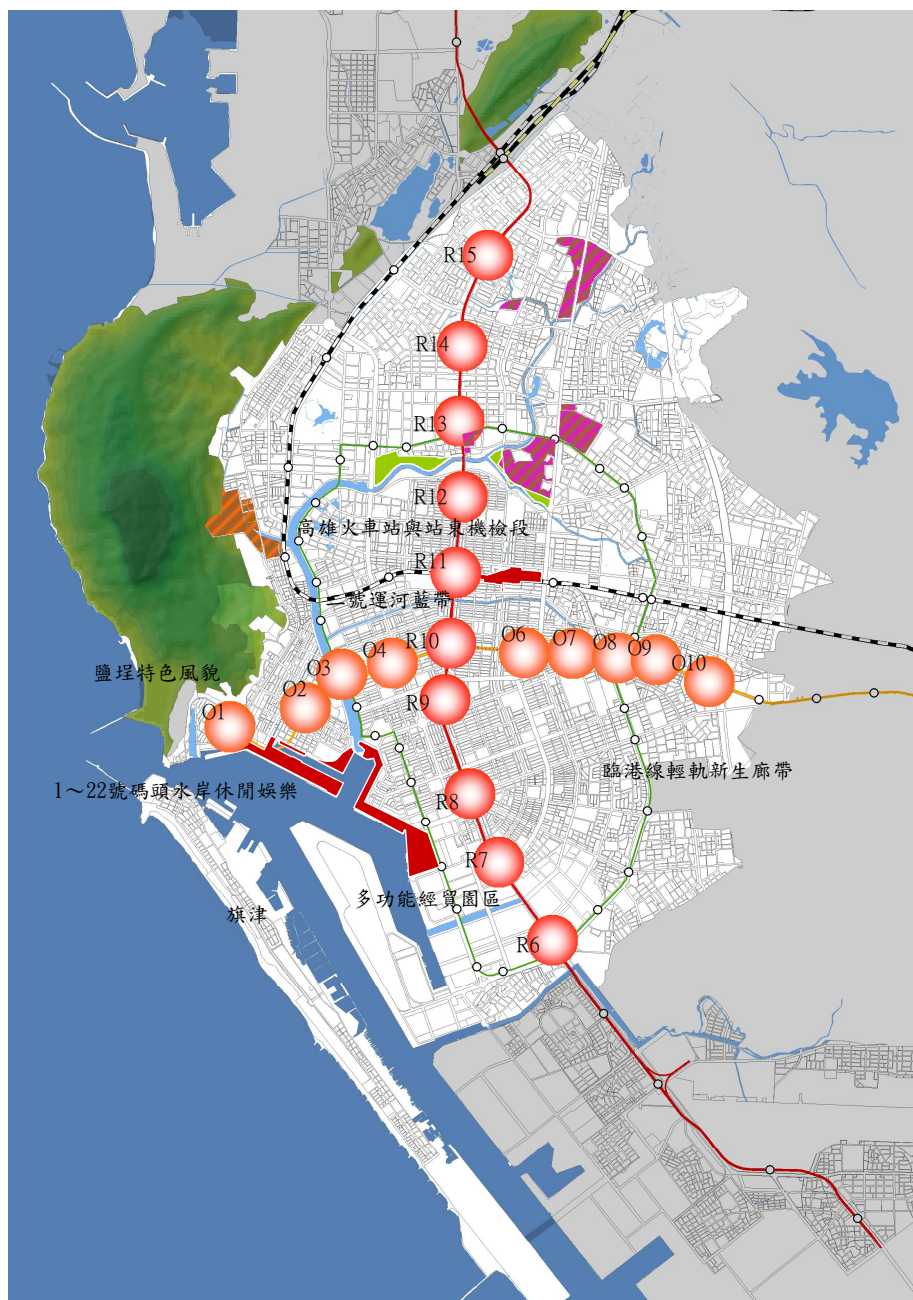 R15
R14
R13
R12
高雄火車站與站東機檢段
R11
二號運河藍帶
R10
O6
O7
O8
O9
O10
O4
O3
鹽埕特色風貌
O2
O1
R9
臨港線輕軌新生廊帶
1～22號碼頭水岸休閒娛樂
R8
R7
多功能經貿園區
旗津
R6